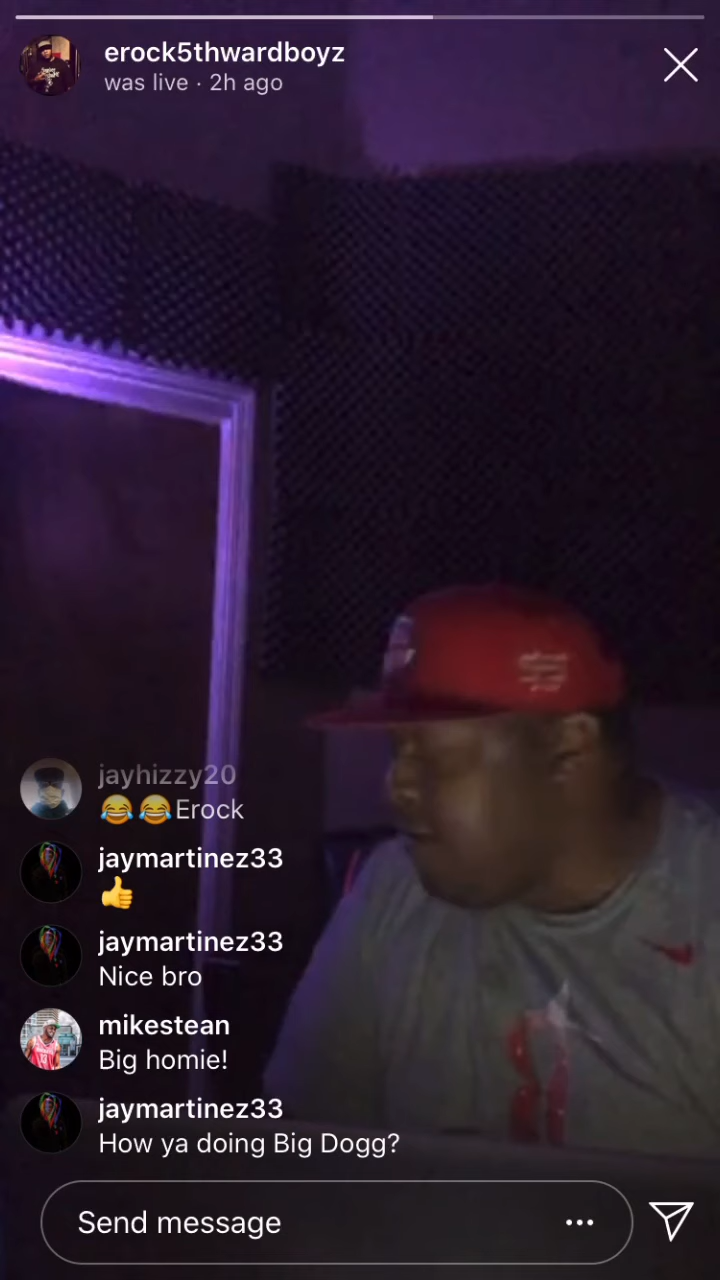 erock5thwardboyz
was live · 2h ago
jayhizzy20
😂😂Erock
jaymartinez33
👍
jaymartinez33
Nice bro
mikestean
Big homie!
jaymartinez33
How ya doing Big Dogg?
Send message